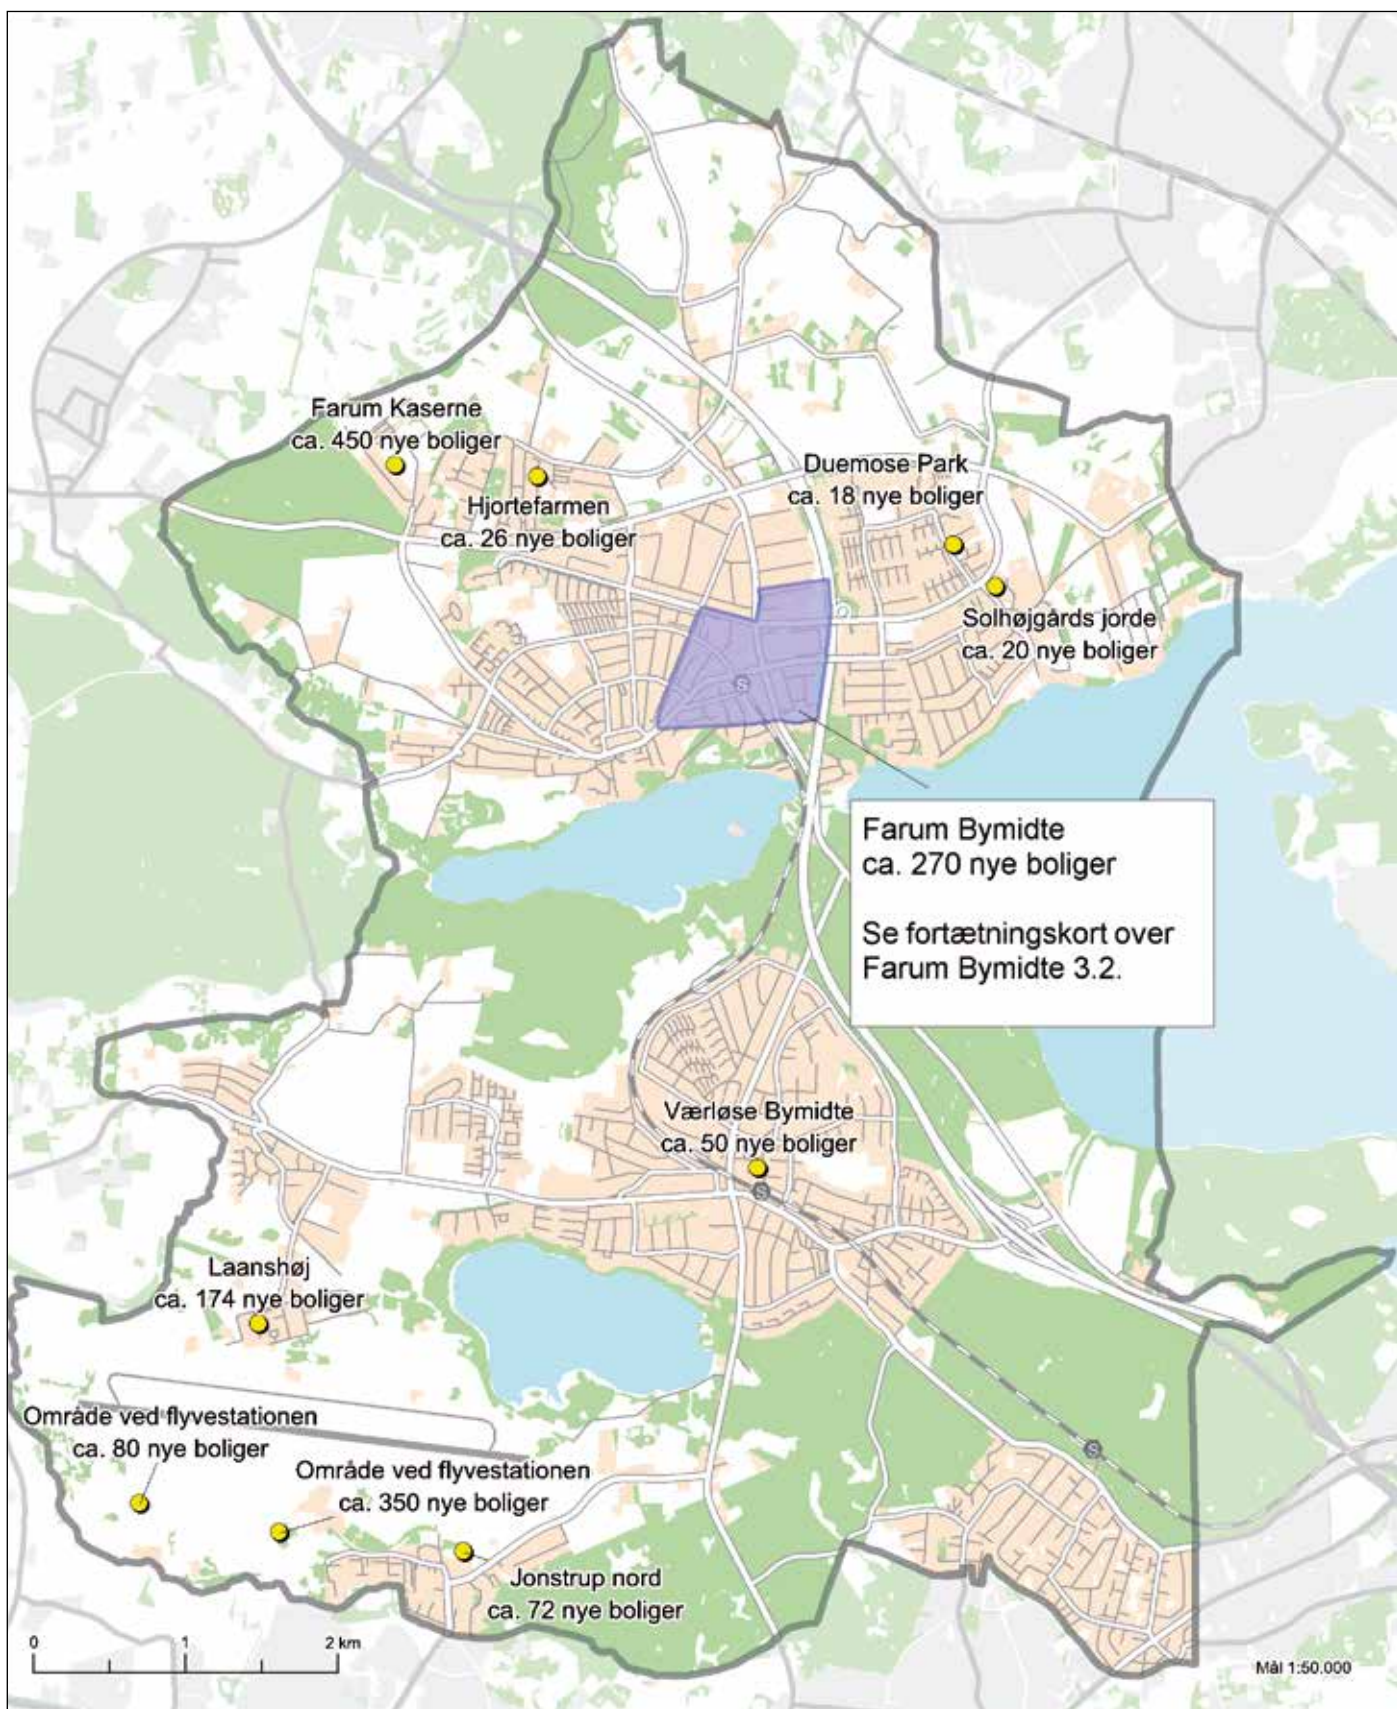 Farum Kaserne
ca. 450 nye boliger
Hjortefarmen
ca. 26 nye boliger
Duemose Park
ca. 18 nye boliger
Solhøjgårds jorde
ca. 20 nye boliger
S
Farum Bymidte
ca. 270 nye boliger
Se fortætningskort over
Farum Bymidte 3.2.
Værløse Bymidte
ca. 50 nye boliger
S
Laanshøj
ca. 174 nye boliger
Område ved flyvestationen
ca. 80 nye boliger
Område ved flyvestationen
ca. 350 nye boliger
S
Jonstrup nord
ca. 72 nye boliger
0 1 2 km
Mål 1:50.000